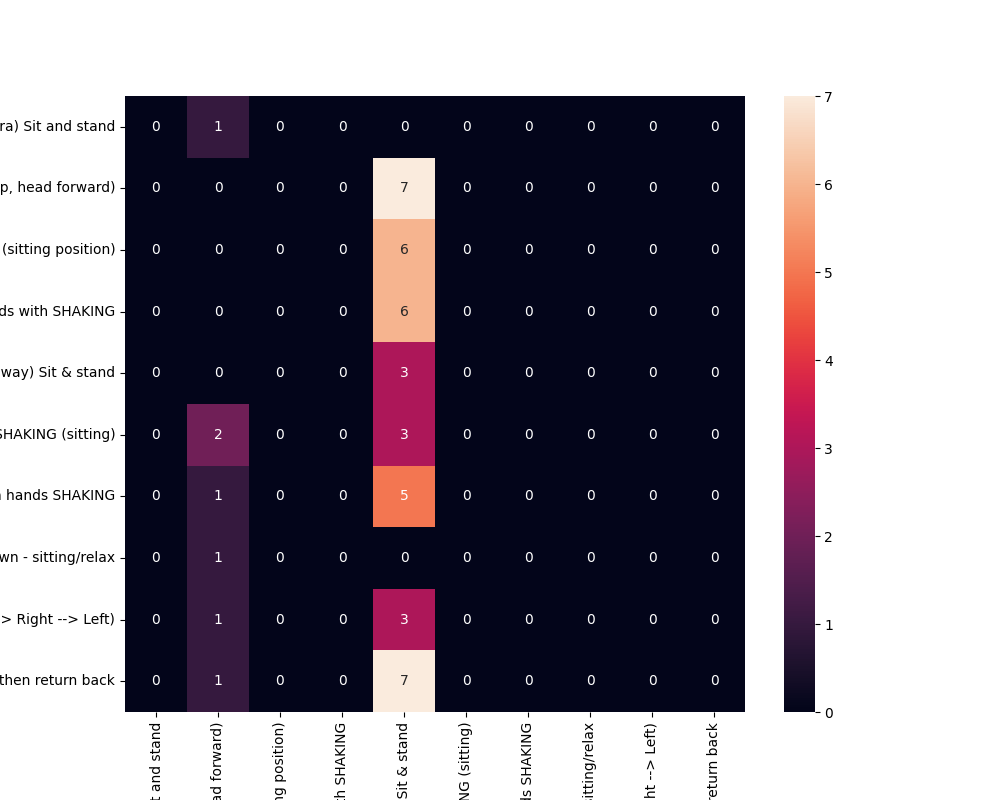 ra) Sit and stand 0 1 0 0 0 0 0 0 0 0 7
p, head forward) 0 0 0 0 7 0 0 0 0 0 6
(sitting position) 0 0 0 0 6 0 0 0 0 0
ds with SHAKING 0 0 0 0 6 0 0 0 0 0 5
way) Sit & stand 0 0 0 0 3 0 0 0 0 0 4
SHAKING (sitting) 0 2 0 0 3 0 0 0 0 0 3
hands SHAKING 0 1 0 0 5 0 0 0 0 0
wn - sitting/relax 0 1 0 0 0 0 0 0 0 0 2
> Right --> Left) 0 1 0 0 3 0 0 0 0 0 1
then return back 0 1 0 0 7 0 0 0 0 0 0
t and stand
ad forward)
ng position)
th SHAKING
Sit & stand
NG (sitting)
ds SHAKING
sitting/relax
ht --> Left)
return back